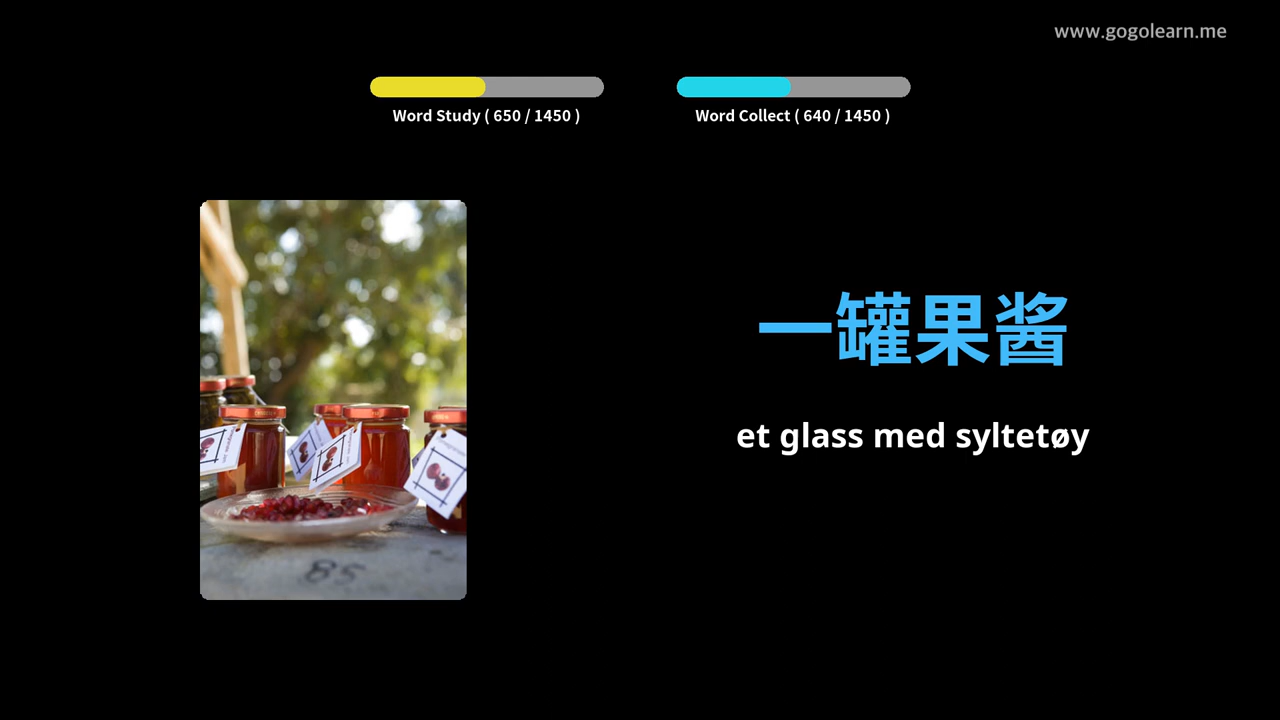 www.gogolearn.me
Word Study ( 650 / 1450 )
Word Collect ( 640 / 1450 )
一罐果酱
et glass med syltetøy
85